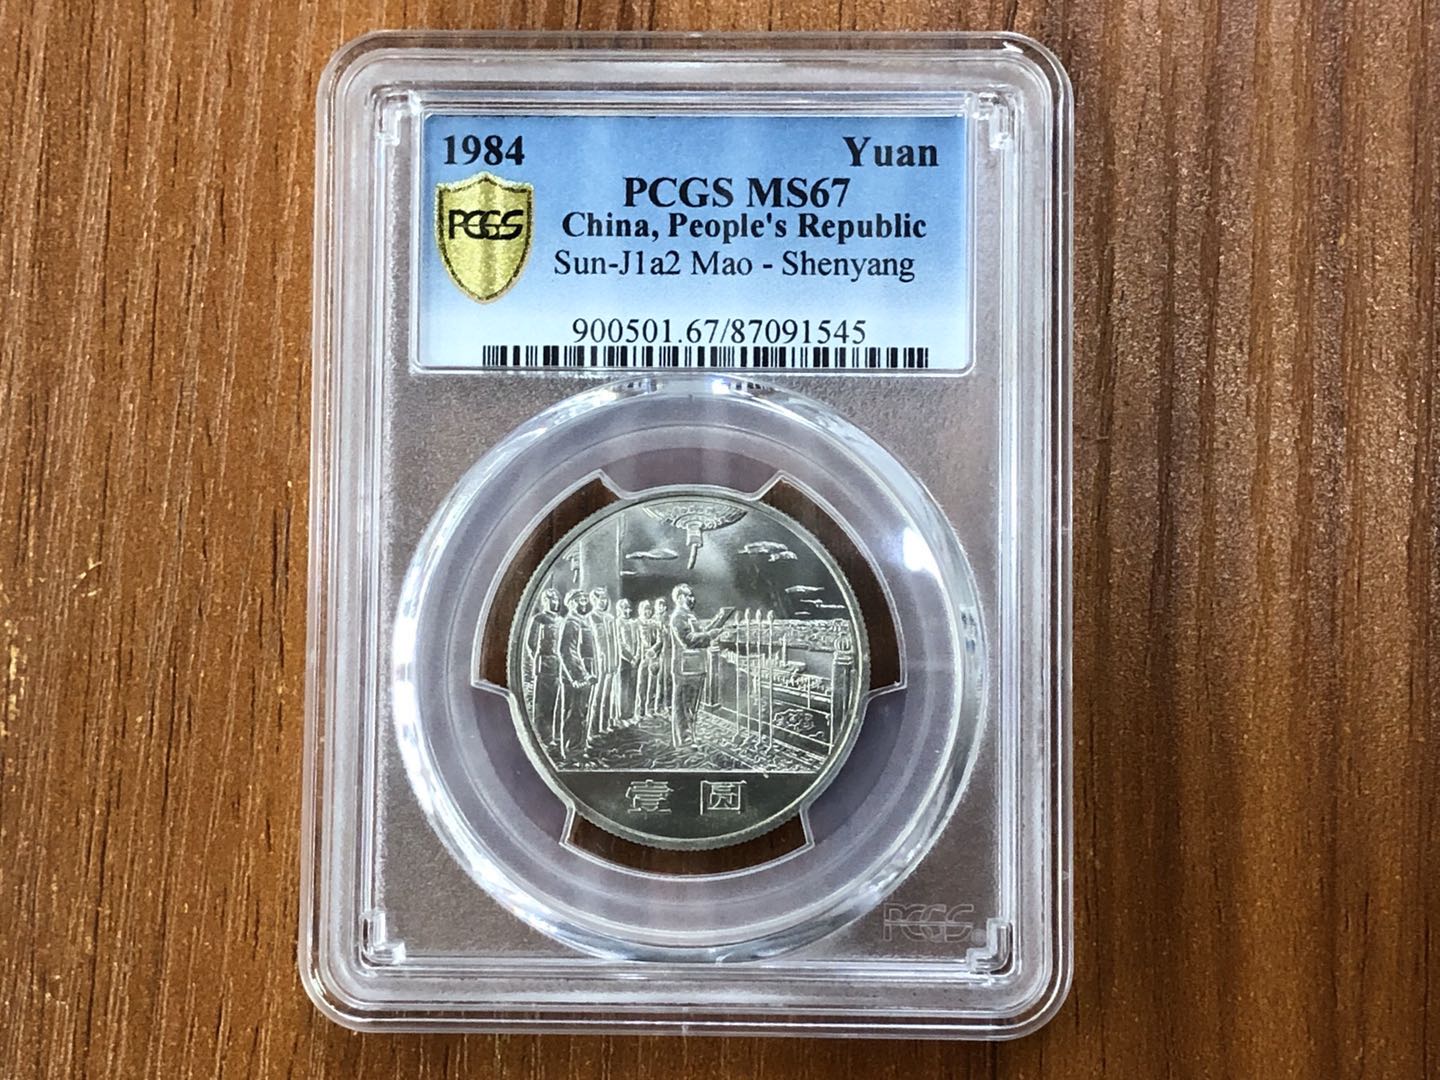 1984 Yuan
PCGS MS67
PCGS
China, People's Republic
Sun-J1a2 Mao - Shenyang
900501.67/87091545
壹圆
PCGS